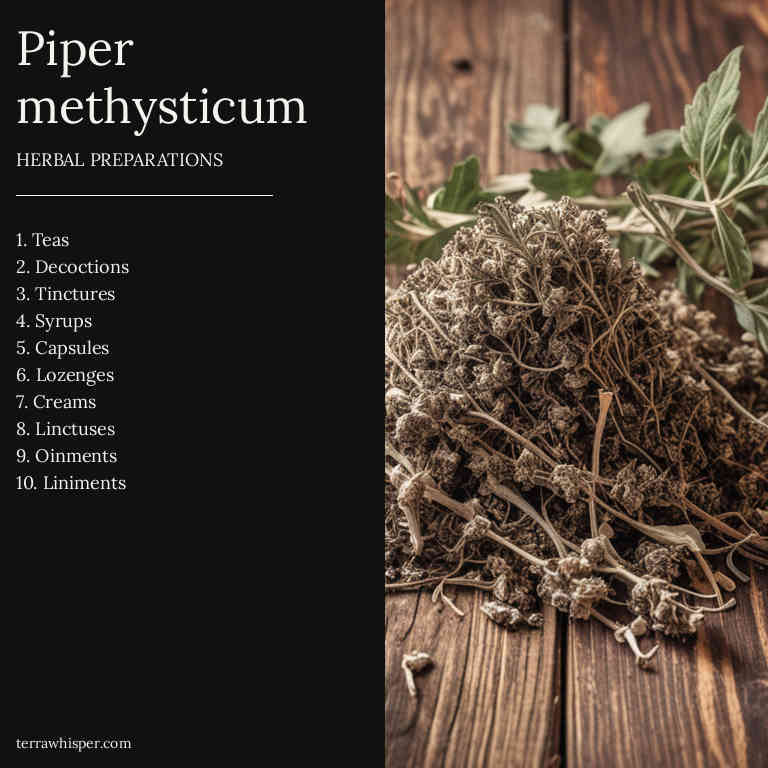 Piper
methysticum
HERBAL PREPARATIONS
1. Teas
2. Decoctions
3. Tinctures
4. Syrups
5. Capsules
6. Lozenges
7. Creams
8. Linctuses
9. Oinments
10. Liniments
terrawhisper.com